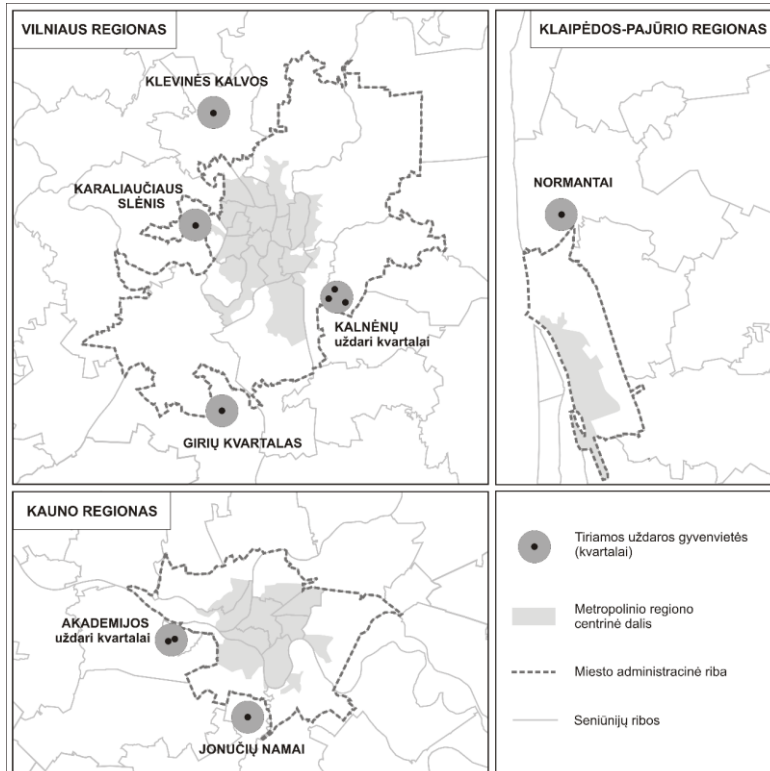 VILNIAUS REGIONAS
KLEVINĖS KALVOS
KARALIAUČIAUS
SLĖNIS
KALNĖNŲ
uždari kvartalai
GIRIŲ KVARTALAS
KLAIPĖDOS-PAJŪRIO REGIONAS
NORMANTAI
KAUNO REGIONAS
AKADEMIJOS
uždari kvartalai
JONUČIŲ NAMAI
Tiriamos uždaros gyvenvietės
(kvartalai)
Metropolinio regiono
centrinė dalis
Miesto administracinė riba
Seniūnijų ribos